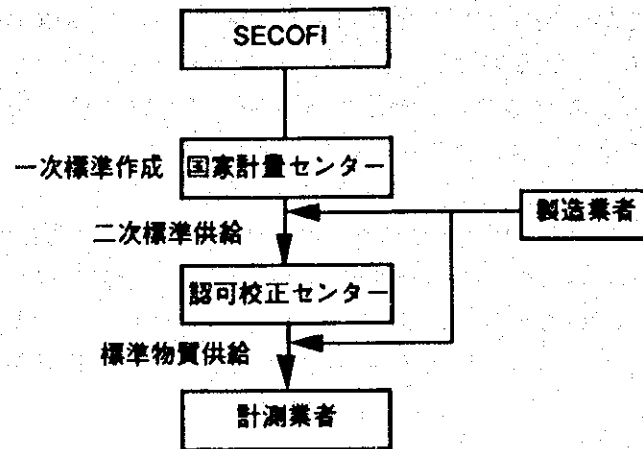 SECOFI
一次標準作成
国家計量センター
製造業者
二次標準供給
認可校正センター
標準物質供給
計測業者